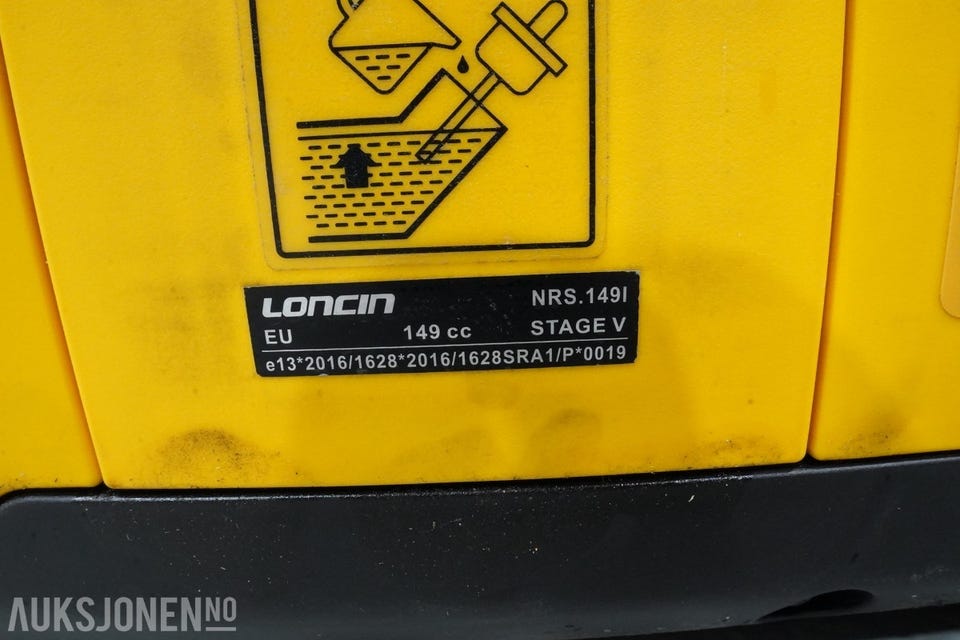 LONCIN
NRS.149I
EU 149 cc STAGE V
e13*2016/1628*2016/1628SRA1/P*0019
AUKSJONEN.NO